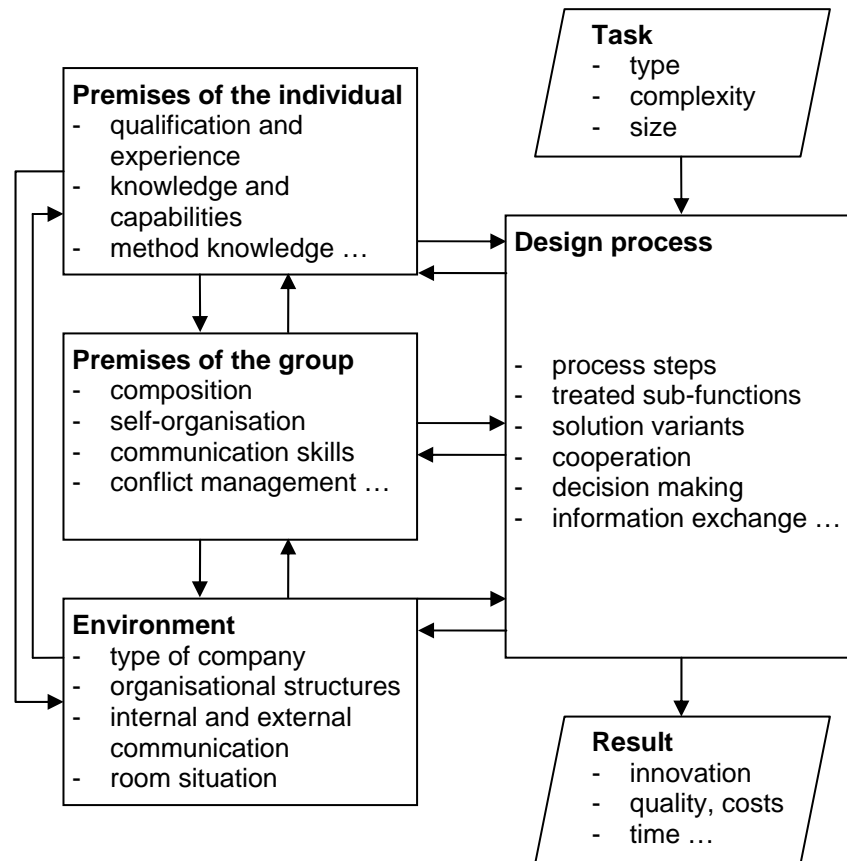 Task
- type
- complexity
- size
Premises of the individual
- qualification and
experience
- knowledge and
capabilities
- method knowledge …
Design process
- process steps
- treated sub-functions
- solution variants
- cooperation
- decision making
- information exchange …
Premises of the group
- composition
- self-organisation
- communication skills
- conflict management …
Environment
- type of company
- organisational structures
- internal and external
communication
- room situation
Result
- innovation
- quality, costs
- time …